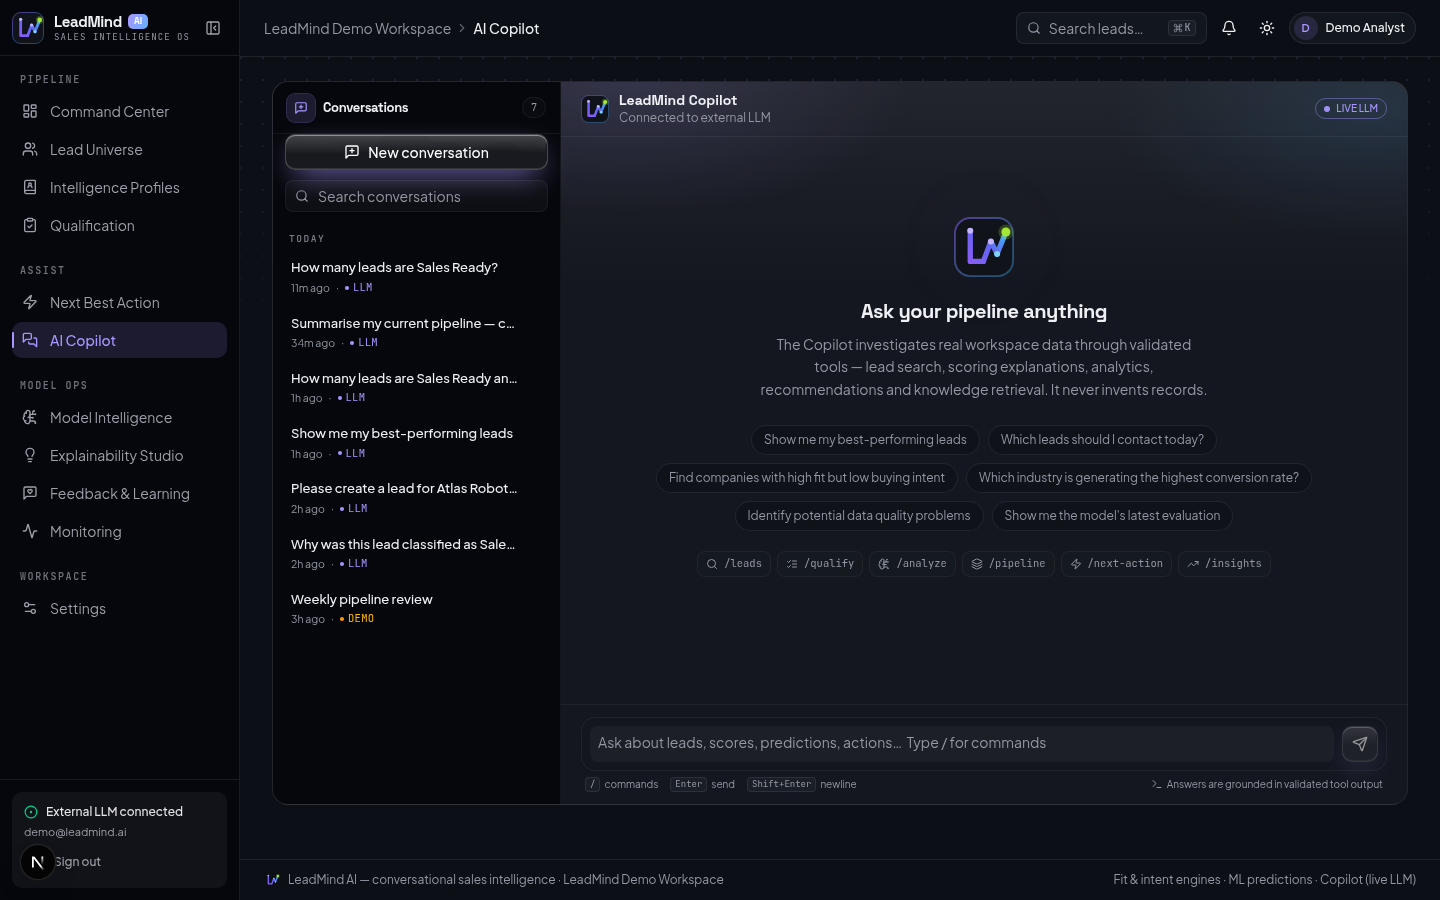 LeadMind AI
SALES INTELLIGENCE OS
LeadMind Demo Workspace > AI Copilot
Search leads...
⌘K
D
Demo Analyst
PIPELINE
Command Center
Lead Universe
Intelligence Profiles
Qualification
ASSIST
Next Best Action
AI Copilot
MODEL OPS
Model Intelligence
Explainability Studio
Feedback & Learning
Monitoring
WORKSPACE
Settings
External LLM connected
demo@leadmind.ai
N
Sign out
Conversations
7
New conversation
Search conversations
TODAY
How many leads are Sales Ready?
11m ago · • LLM
Summarise my current pipeline — c...
34m ago · • LLM
How many leads are Sales Ready an...
1h ago · • LLM
Show me my best-performing leads
1h ago · • LLM
Please create a lead for Atlas Robot...
2h ago · • LLM
Why was this lead classified as Sale...
2h ago · • LLM
Weekly pipeline review
3h ago · • DEMO
LeadMind Copilot
Connected to external LLM
LIVE LLM
Ask your pipeline anything
The Copilot investigates real workspace data through validated
tools — lead search, scoring explanations, analytics,
recommendations and knowledge retrieval. It never invents records.
Show me my best-performing leads
Which leads should I contact today?
Find companies with high fit but low buying intent
Which industry is generating the highest conversion rate?
Identify potential data quality problems
Show me the model's latest evaluation
/leads
/qualify
/analyze
/pipeline
/next-action
/insights
Ask about leads, scores, predictions, actions... Type / for commands
/ commands Enter send Shift+Enter newline
Answers are grounded in validated tool output
LeadMind AI — conversational sales intelligence · LeadMind Demo Workspace
Fit & intent engines · ML predictions · Copilot (live LLM)